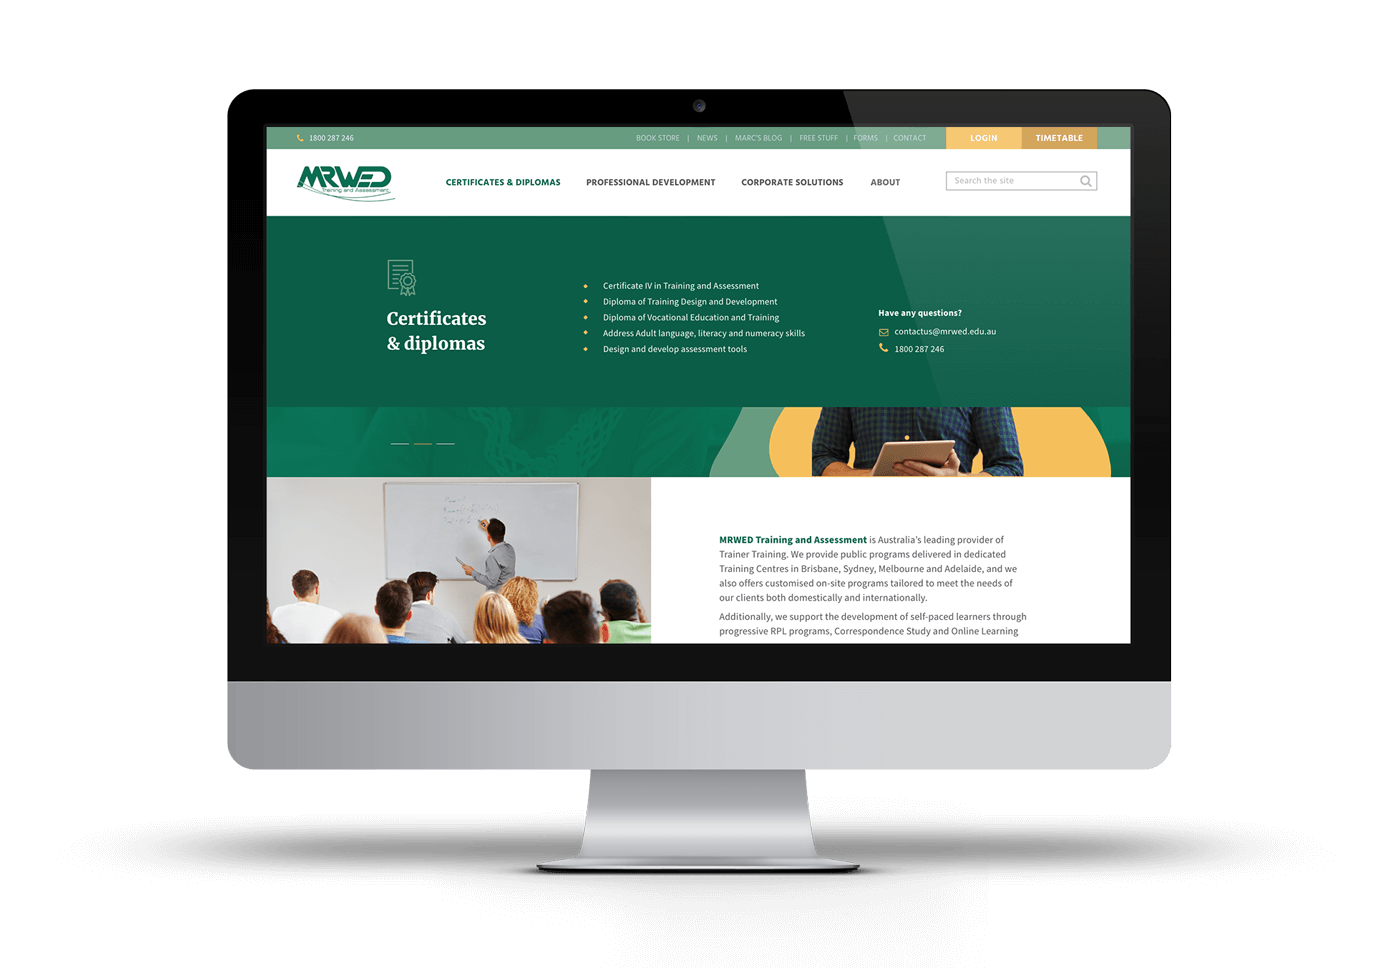 1800 287 246
BOOK STORE | NEWS | MARC'S BLOG | FREE STUFF | FORMS | CONTACT
LOGIN
TIMETABLE
MRWED
Training and Assessment
CERTIFICATES & DIPLOMAS
PROFESSIONAL DEVELOPMENT
CORPORATE SOLUTIONS
ABOUT
Search the site
Certificates
& diplomas
Certificate IV in Training and Assessment
Diploma of Training Design and Development
Diploma of Vocational Education and Training
Address Adult language, literacy and numeracy skills
Design and develop assessment tools
Have any questions?
contactus@mrwed.edu.au
1800 287 246
MRWED Training and Assessment is Australia's leading provider of
Trainer Training. We provide public programs delivered in dedicated
Training Centres in Brisbane, Sydney, Melbourne and Adelaide, and we
also offers customised on-site programs tailored to meet the needs of
our clients both domestically and internationally.
Additionally, we support the development of self-paced learners through
progressive RPL programs, Correspondence Study and Online Learning